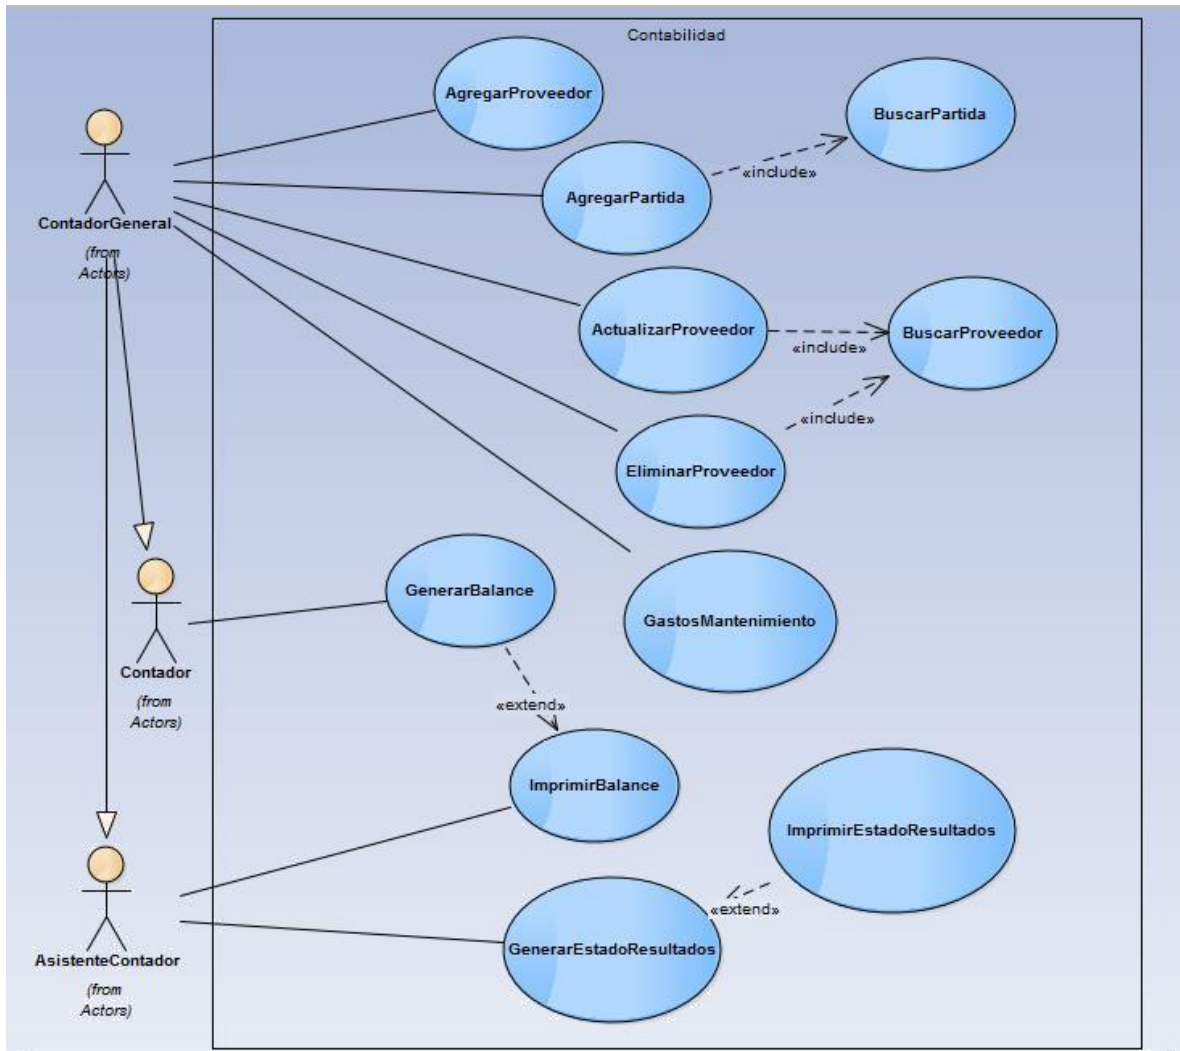 Contabilidad
AgregarProveedor
BuscarPartida
«include»
AgregarPartida
ContadorGeneral
(from
Actors)
ActualizarProveedor
BuscarProveedor
«include»
«include»
EliminarProveedor
GenerarBalance
GastosMantenimiento
Contador
(from
Actors)
«extend»
ImprimirBalance
ImprimirEstadoResultados
«extend»
GenerarEstadoResultados
AsistenteContador
(from
Actors)